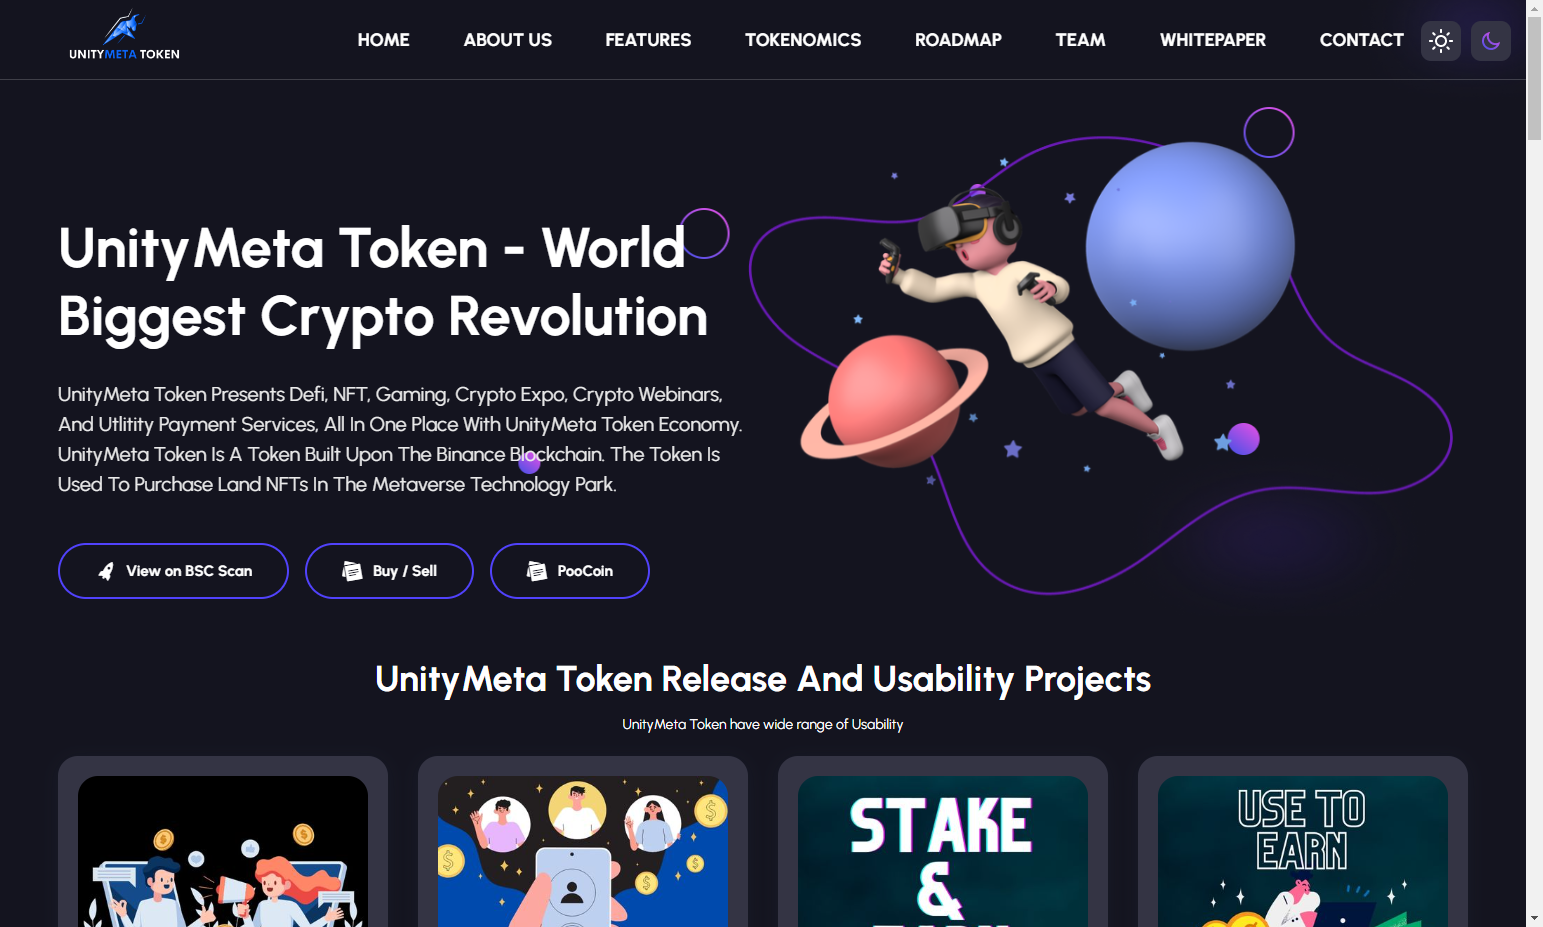 UNITYMETA TOKEN
HOME ABOUT US FEATURES TOKENOMICS ROADMAP TEAM WHITEPAPER CONTACT
UnityMeta Token - World
Biggest Crypto Revolution
UnityMeta Token Presents Defi, NFT, Gaming, Crypto Expo, Crypto Webinars,
And Utlitity Payment Services, All In One Place With UnityMeta Token Economy.
UnityMeta Token Is A Token Built Upon The Binance Blockchain. The Token Is
Used To Purchase Land NFTs In The Metaverse Technology Park.
View on BSC Scan Buy / Sell PooCoin
UnityMeta Token Release And Usability Projects
UnityMeta Token have wide range of Usability
STAKE
&
USE TO
EARN